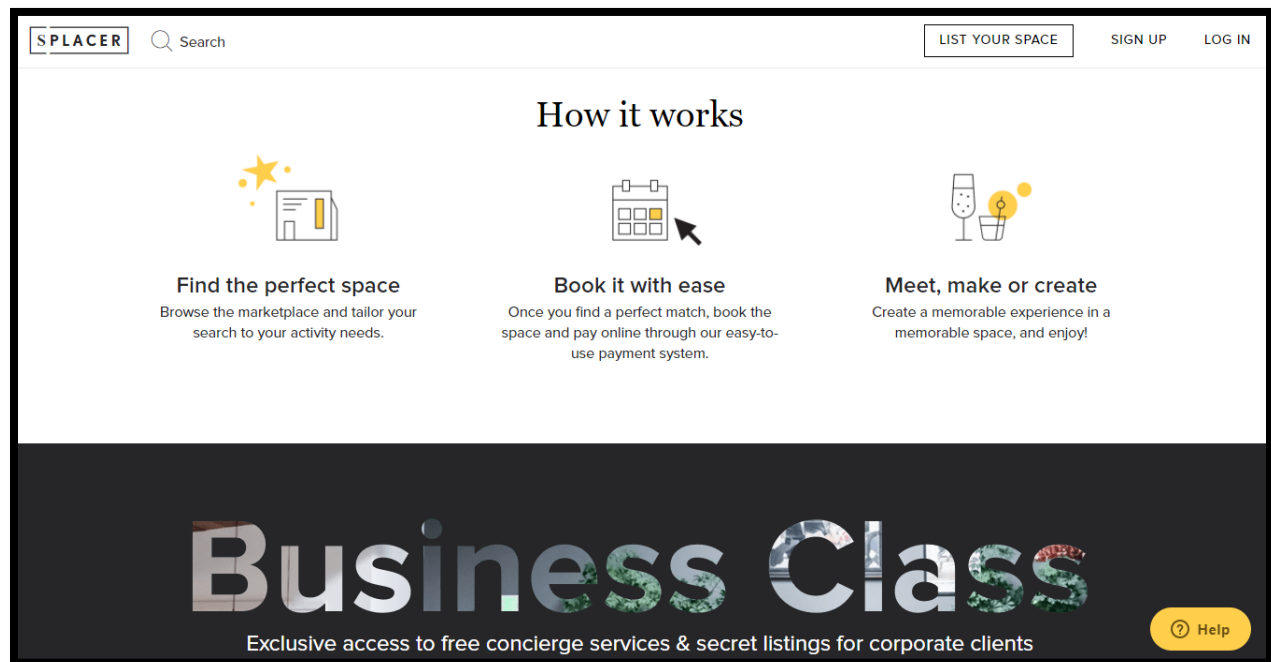 SPLACER
Search
LIST YOUR SPACE
SIGN UP
LOG IN
How it works
Find the perfect space
Browse the marketplace and tailor your
search to your activity needs.
Book it with ease
Once you find a perfect match, book the
space and pay online through our easy-to-
use payment system.
Meet, make or create
Create a memorable experience in a
memorable space, and enjoy!
Business Class
Exclusive access to free concierge services & secret listings for corporate clients
? Help